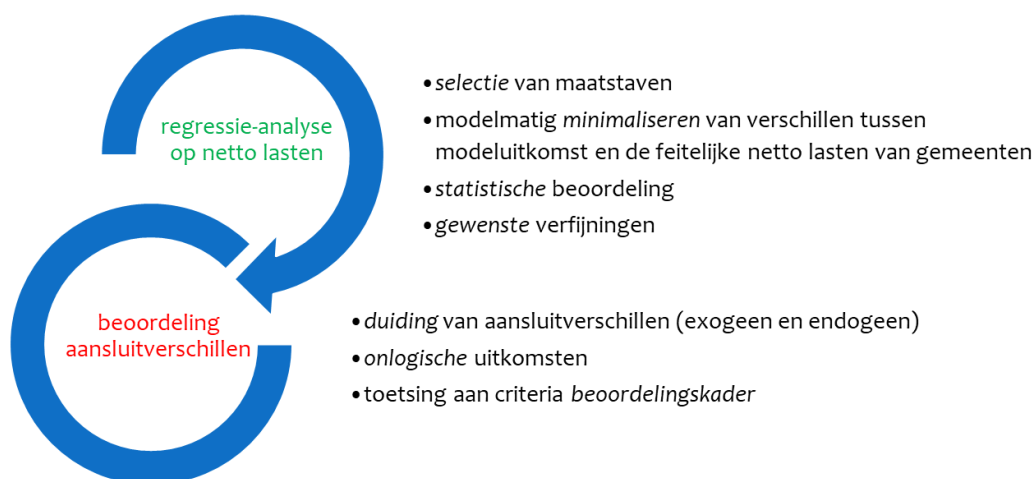 regressie-analyse
op netto lasten
•selectie van maatstaven
•modelmatig minimaliseren van verschillen tussen
modeluitkomst en de feitelijke netto lasten van gemeenten
•statistische beoordeling
•gewenste verfijningen
beoordeling
aansluitverschillen
•duiding van aansluitverschillen (exogeen en endogeen)
•onlogische uitkomsten
•toetsing aan criteria beoordelingskader